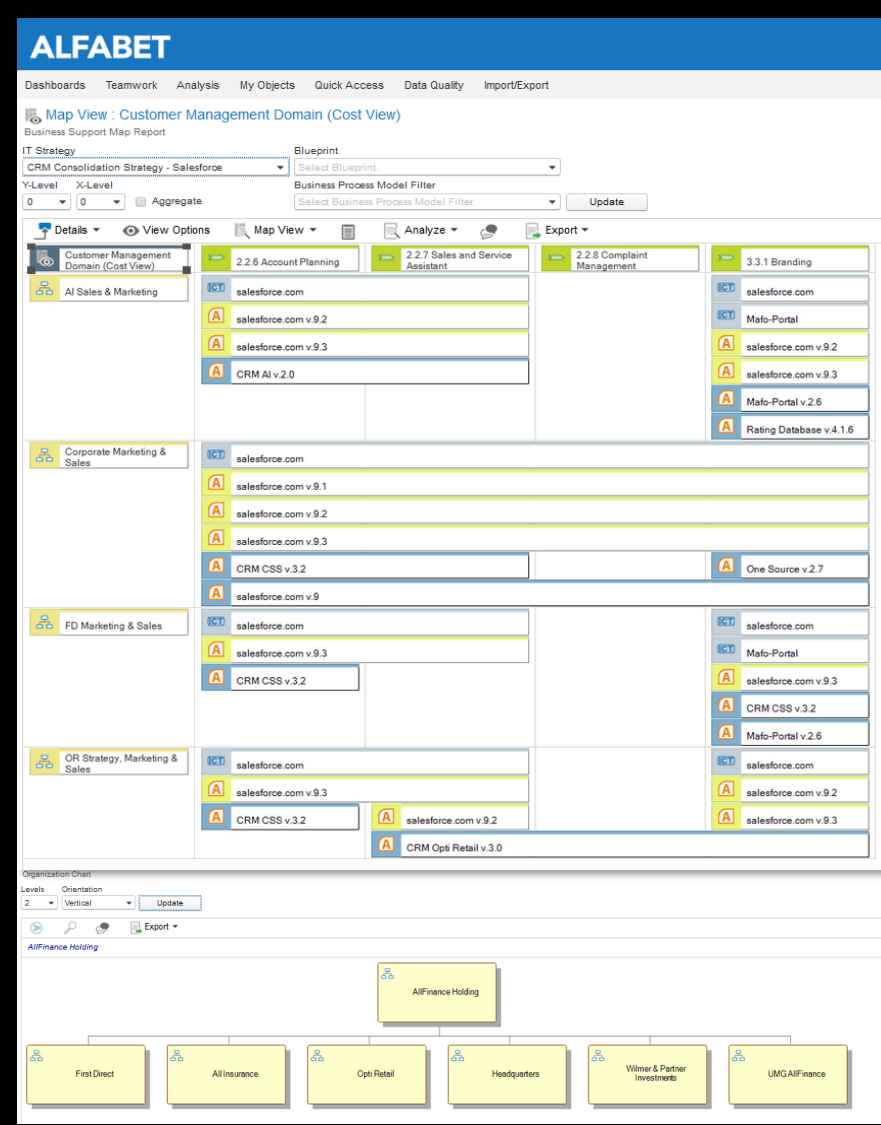 ALFABET
Dashboards Teamwork Analysis My Objects Quick Access Data Quality Import/Export
Map View : Customer Management Domain (Cost View)
Business Support Map Report
IT Strategy Blueprint
CRM Consolidation Strategy - Salesforce Select Blueprint.
Y-Level X-Level Business Process Model Filter
0 0 Aggregate Select Business Process Model Filter. Update
Details View Options Map View Analyze Export
Customer Management
Domain (Cost View)
2.2.6 Account Planning
2.2.7 Sales and Service
Assistant
2.2.8 Complaint
Management
3.3.1 Branding
AI Sales & Marketing
ICT salesforce.com
A salesforce.com v.9.2
A salesforce.com v.9.3
A CRM AI v.2.0
ICT salesforce.com
ICT Mafo-Portal
A salesforce.com v.9.2
A salesforce.com v.9.3
A Mafo-Portal v.2.6
A Rating Database v.4.1.6
Corporate Marketing &
Sales
ICT salesforce.com
A salesforce.com v.9.1
A salesforce.com v.9.2
A salesforce.com v.9.3
A CRM CSS v.3.2 A One Source v.2.7
A salesforce.com v.9
FD Marketing & Sales
ICT salesforce.com
A salesforce.com v.9.3
A CRM CSS v.3.2
ICT salesforce.com
ICT Mafo-Portal
A salesforce.com v.9.3
A CRM CSS v.3.2
A Mafo-Portal v.2.6
OR Strategy, Marketing &
Sales
ICT salesforce.com
A salesforce.com v.9.3
A CRM CSS v.3.2 A salesforce.com v.9.2
A CRM Opti Retail v.3.0
ICT salesforce.com
A salesforce.com v.9.2
A salesforce.com v.9.3
Organization Chart
Levels Orientation
2 Vertical Update
Export
AllFinance Holding
AllFinance Holding
First Direct
All Insurance
Opti Retail
Headquarters
Wilmer & Partner
Investments
UMG AllFinance